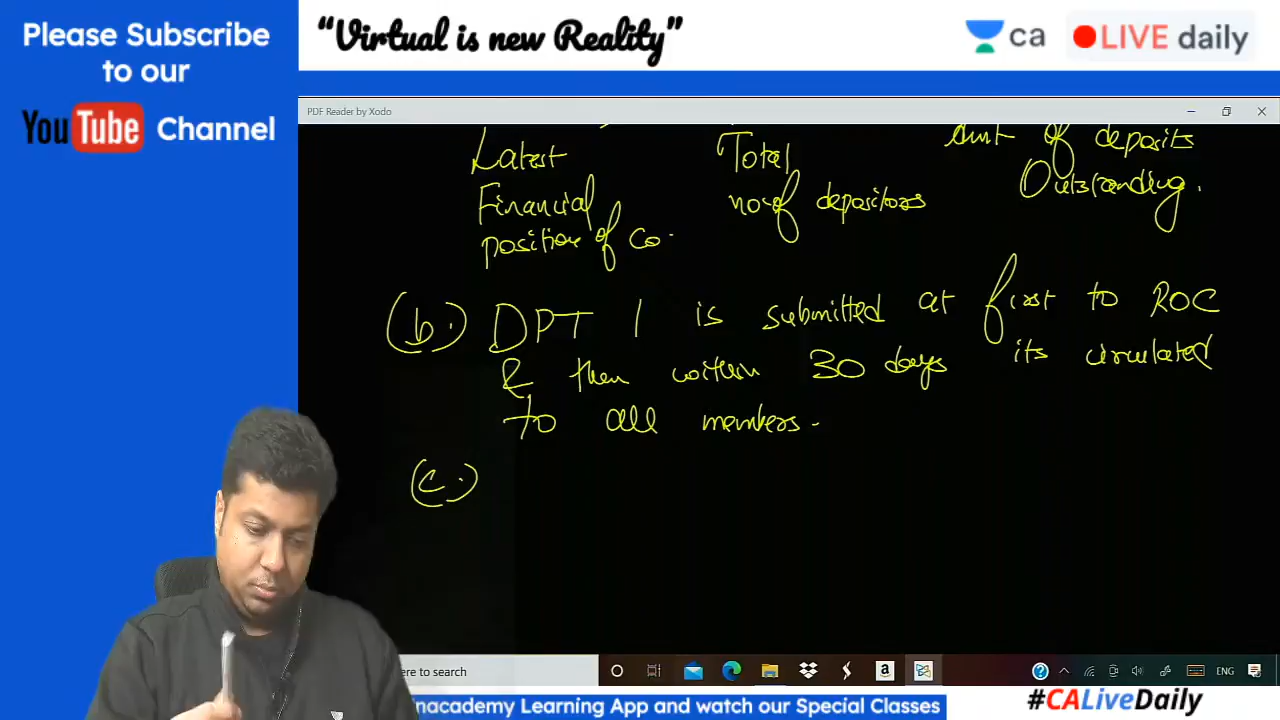 Please Subscribe
to our
YouTube Channel
“Virtual is new Reality”
ca
LIVE daily
PDF Reader by Xodo
Latest
Financial
position of Co.
Total
no. of depositors
Amt of deposits
Outstanding.
(b.) DPT 1 is submitted at first to ROC
& then within 30 days its circulated
to all members.
(c.)
ere to search
ENG
nacademy Learning App and watch our Special Classes
#CALiveDaily